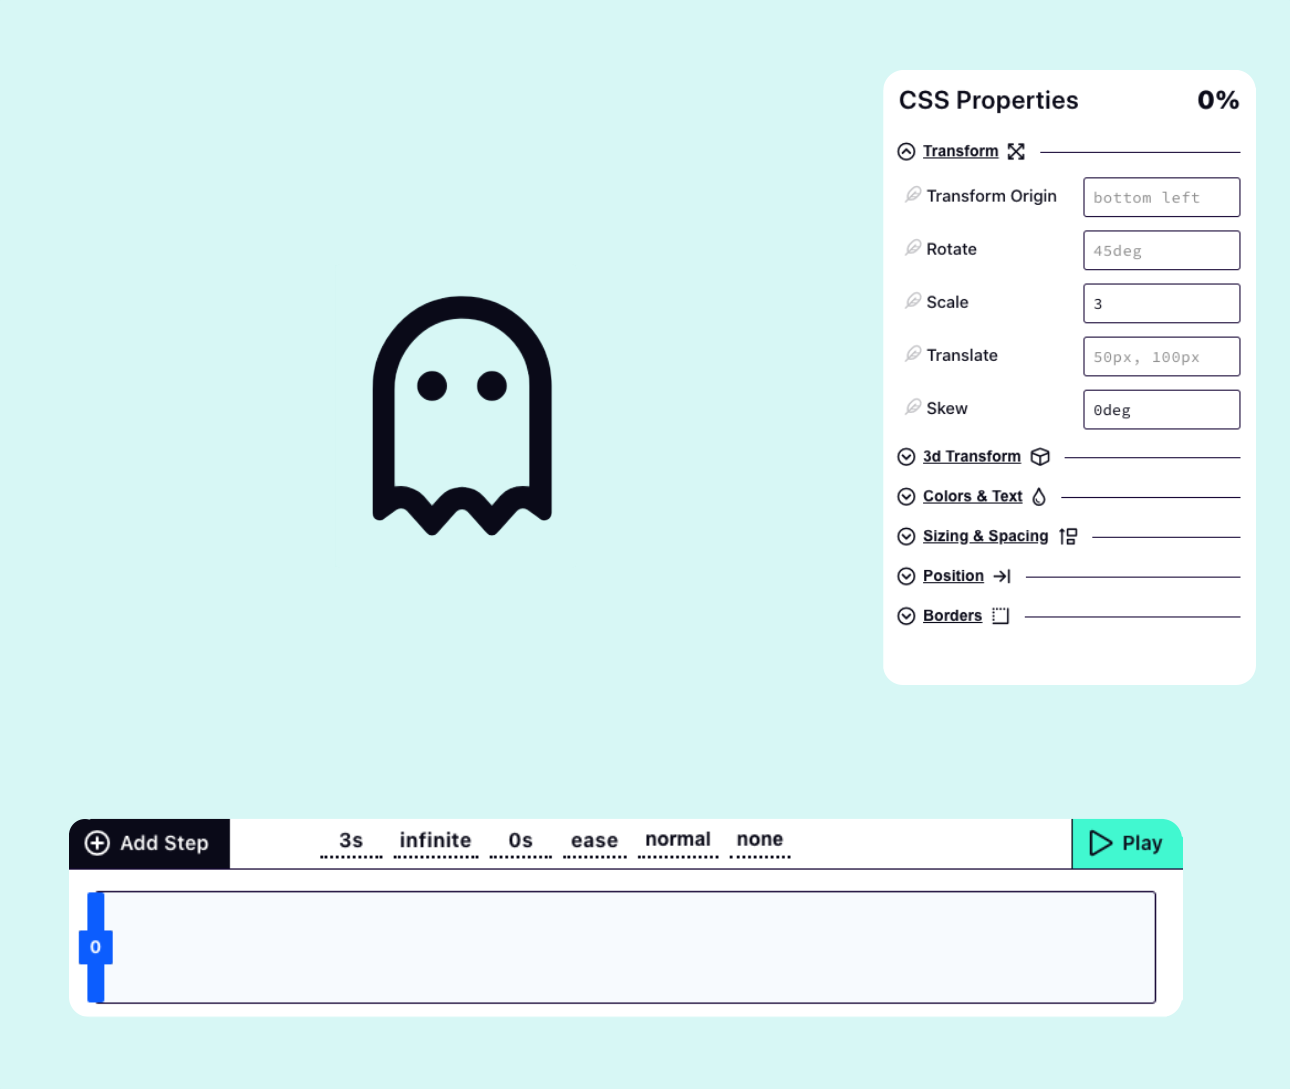 CSS Properties 0%
Transform
Transform Origin bottom left
Rotate 45deg
Scale 3
Translate 50px, 100px
Skew 0deg
3d Transform
Colors & Text
Sizing & Spacing
Position
Borders
Add Step 3s infinite 0s ease normal none Play
0